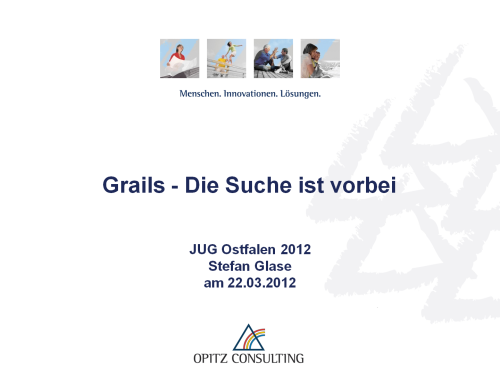 Menschen. Innovationen. Lösungen.
Grails - Die Suche ist vorbei
JUG Ostfalen 2012
Stefan Glase
am 22.03.2012
OPITZ CONSULTING